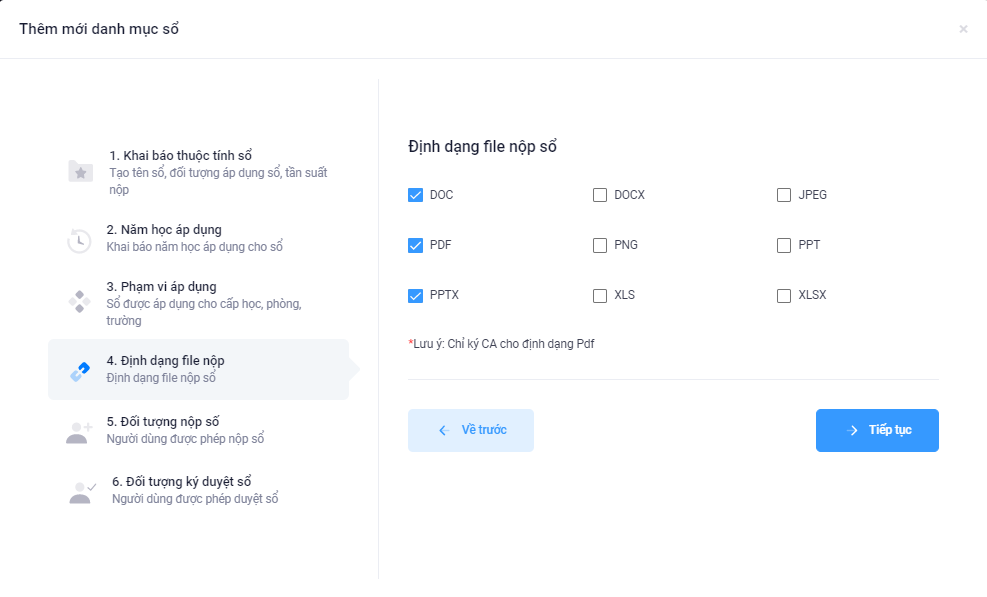 Thêm mới danh mục sổ
×
1. Khai báo thuộc tính sổ
Tạo tên sổ, đối tượng áp dụng sổ, tần suất
nộp
2. Năm học áp dụng
Khai báo năm học áp dụng cho sổ
3. Phạm vi áp dụng
Sổ được áp dụng cho cấp học, phòng,
trường
4. Định dạng file nộp
Định dạng file nộp sổ
5. Đối tượng nộp sổ
Người dùng được phép nộp sổ
6. Đối tượng ký duyệt sổ
Người dùng được phép duyệt sổ
Định dạng file nộp sổ
DOC DOCX JPEG
PDF PNG PPT
PPTX XLS XLSX
*Lưu ý: Chỉ ký CA cho định dạng Pdf
Về trước Tiếp tục